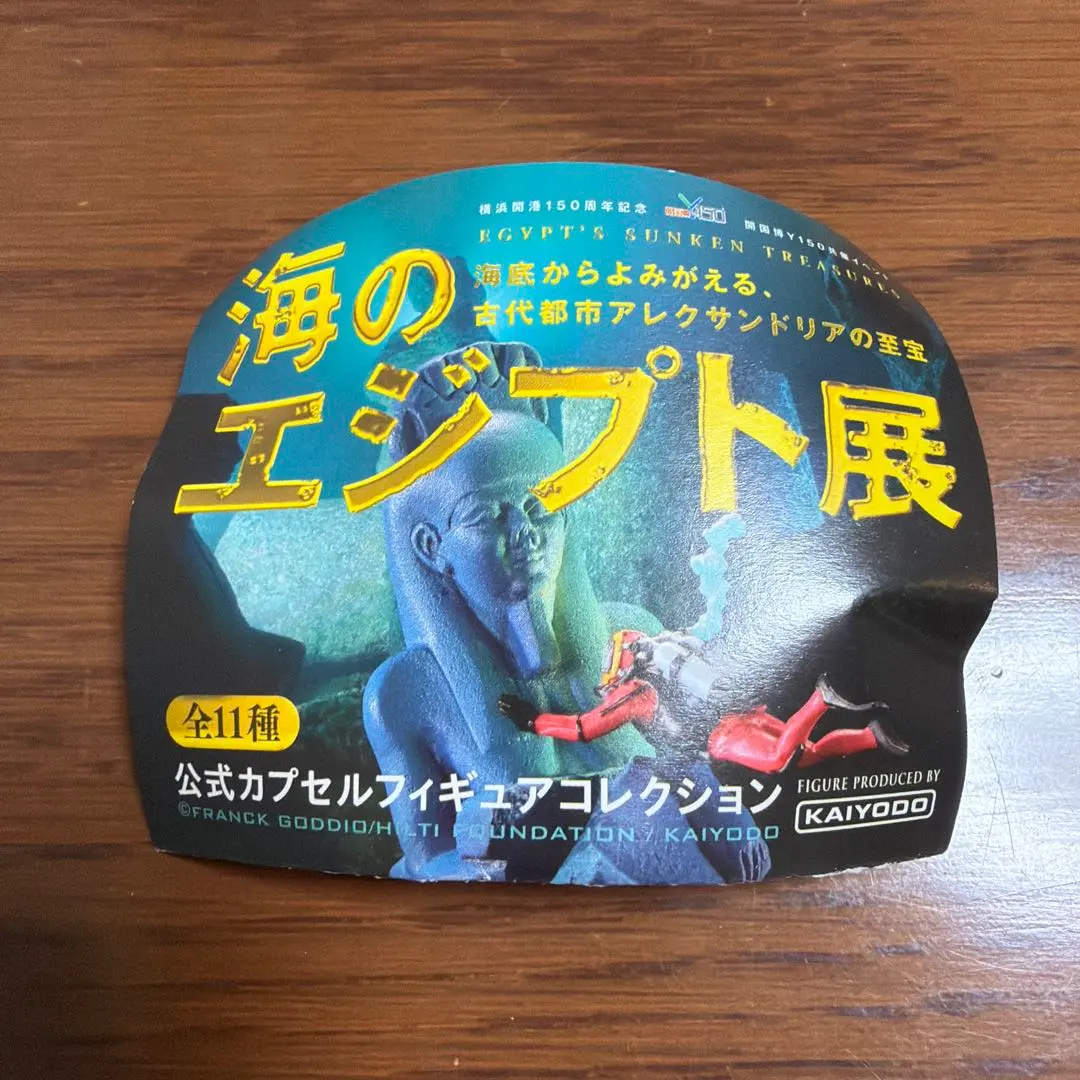 横浜開港150周年記念
Y150
開国博Y150共催イベント
EGYPT'S SUNKEN TREASURES
海底からよみがえる、
古代都市アレクサンドリアの至宝
海の
エジプト展
全11種
公式カプセルフィギュアコレクション
©FRANCK GODDIO/HILTI FOUNDATION / KAIYODO
FIGURE PRODUCED BY
KAIYODO